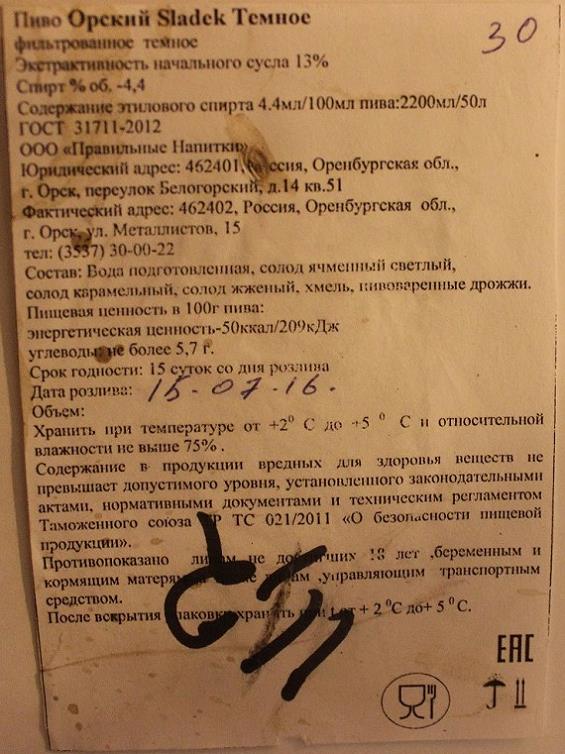 Пиво Орский Sladek Темное
30
фильтрованное темное
Экстрактивность начального сусла 13%
Спирт % об. -4,4
Содержание этилового спирта 4.4мл/100мл пива:2200мл/50л
ГОСТ 31711-2012
ООО «Правильные Напитки»
Юридический адрес: 462401, Россия, Оренбургская обл.,
г. Орск, переулок Белогорский, д.14 кв.51
Фактический адрес: 462402, Россия, Оренбургская обл.,
г. Орск, ул. Металлистов, 15
тел: (3537) 30-00-22
Состав: Вода подготовленная, солод ячменный светлый,
солод карамельный, солод жженый, хмель, пивоваренные дрожжи.
Пищевая ценность в 100г пива:
энергетическая ценность-50ккал/209кДж
углеводы: не более 5,7 г.
Срок годности: 15 суток со дня розлива
Дата розлива: 15.07.16.
Объем:
Хранить при температуре от +2⁰ С до +5 ⁰ С и относительной
влажности не выше 75% .
Содержание в продукции вредных для здоровья веществ не
превышает допустимого уровня, установленного законодательными
актами, нормативными документами и техническим регламентом
Таможенного союза ТР ТС 021/2011 «О безопасности пищевой
продукции».
Противопоказано лицам не достигших 18 лет ,беременным и
кормящим матерям, ,управляющим транспортным
средством.
После вскрытия упаковки хранить при t от + 2 ⁰С до+ 5 ⁰С.
ЕАС